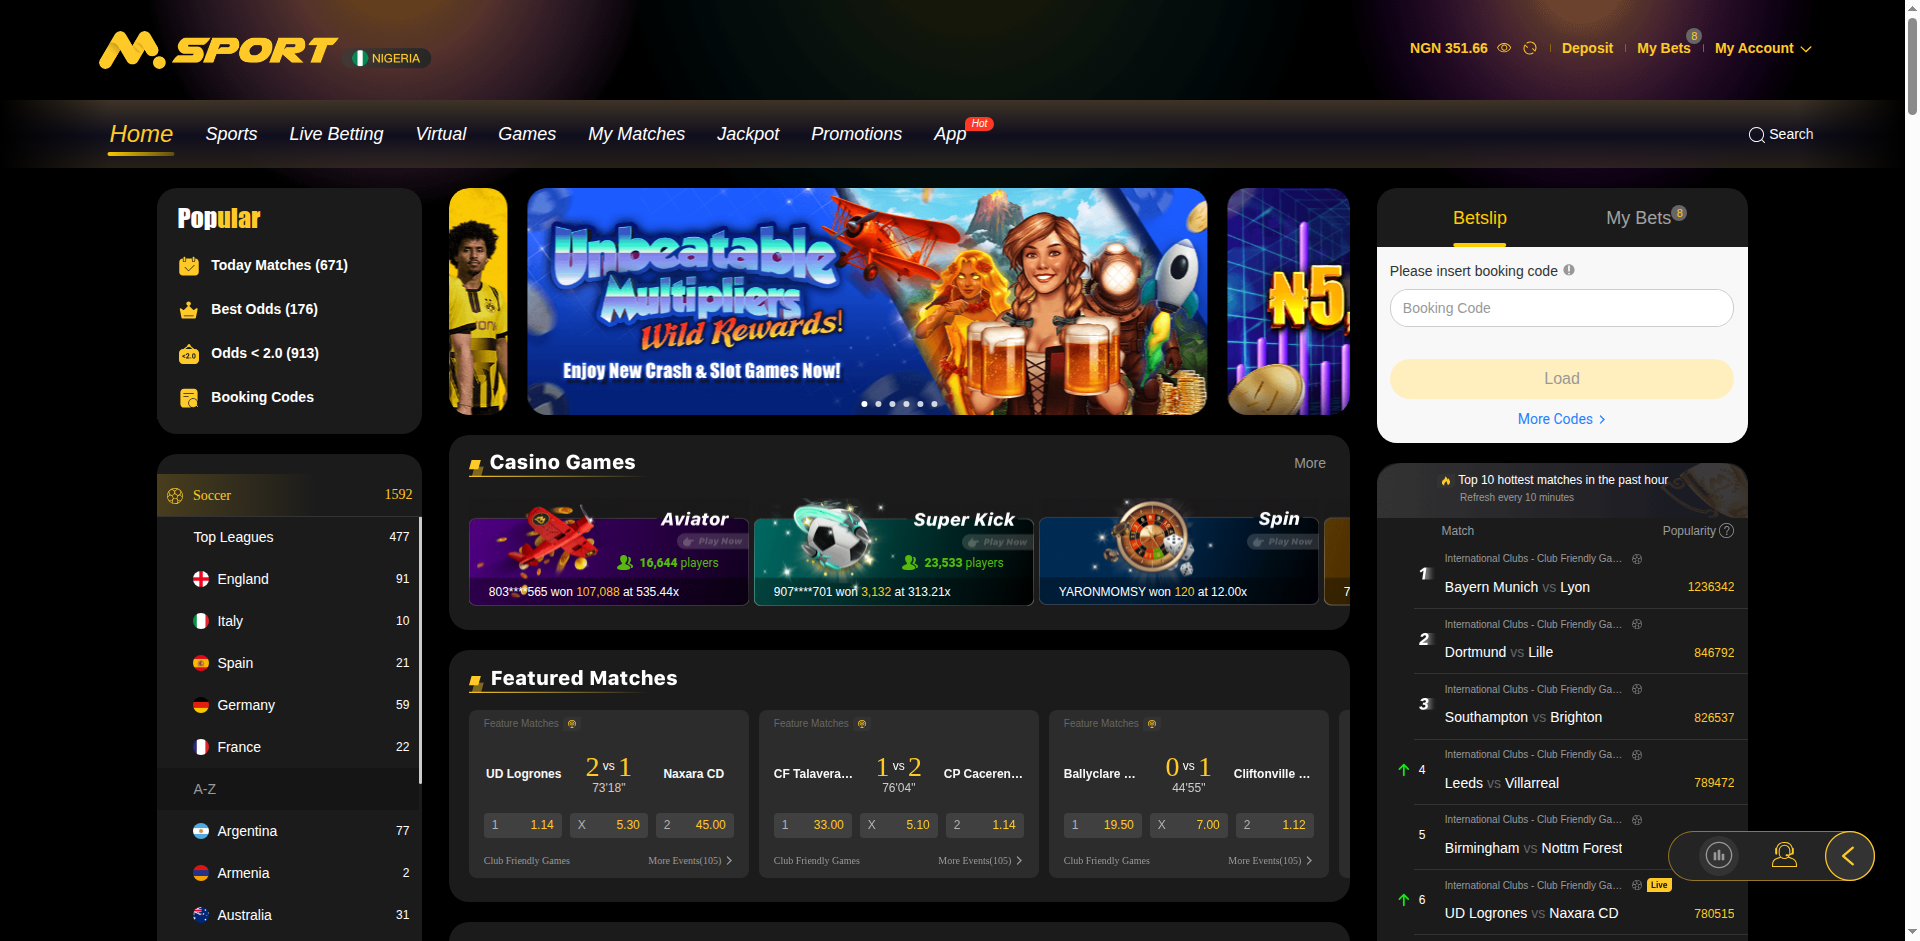 M.SPORT
NIGERIA
NGN 351.66
Deposit
My Bets
8
My Account
Home
Sports
Live Betting
Virtual
Games
My Matches
Jackpot
Promotions
App
Hot
Search
Popular
Today Matches (671)
Best Odds (176)
<2.0
Odds < 2.0 (913)
Booking Codes
Soccer 1592
Top Leagues 477
England 91
Italy 10
Spain 21
Germany 59
France 22
A-Z
Argentina 77
Armenia 2
Australia 31
Unbeatable
Multipliers
Wild Rewards!
Enjoy New Crash & Slot Games Now!
₦5
Casino Games
More
Aviator
Play Now
16,644 players
803****565 won 107,088 at 535.44x
Super Kick
Play Now
23,533 players
907****701 won 3,132 at 313.21x
Spin
Play Now
YARONMOMSY won 120 at 12.00x
7
Featured Matches
Feature Matches
UD Logrones 2 vs 1 Naxara CD
73'18"
1 1.14 X 5.30 2 45.00
Club Friendly Games More Events(105)
Feature Matches
CF Talavera... 1 vs 2 CP Caceren...
76'04"
1 33.00 X 5.10 2 1.14
Club Friendly Games More Events(105)
Feature Matches
Ballyclare ... 0 vs 1 Cliftonville ...
44'55"
1 19.50 X 7.00 2 1.12
Club Friendly Games More Events(105)
Betslip
My Bets
8
Please insert booking code
Booking Code
Load
More Codes
Top 10 hottest matches in the past hour
Refresh every 10 minutes
Match Popularity ?
International Clubs - Club Friendly Ga...
1 Bayern Munich vs Lyon 1236342
International Clubs - Club Friendly Ga...
2 Dortmund vs Lille 846792
International Clubs - Club Friendly Ga...
3 Southampton vs Brighton 826537
International Clubs - Club Friendly Ga...
4 Leeds vs Villarreal 789472
International Clubs - Club Friendly Ga...
5 Birmingham vs Nottm Forest
International Clubs - Club Friendly Ga... Live
6 UD Logrones vs Naxara CD 780515